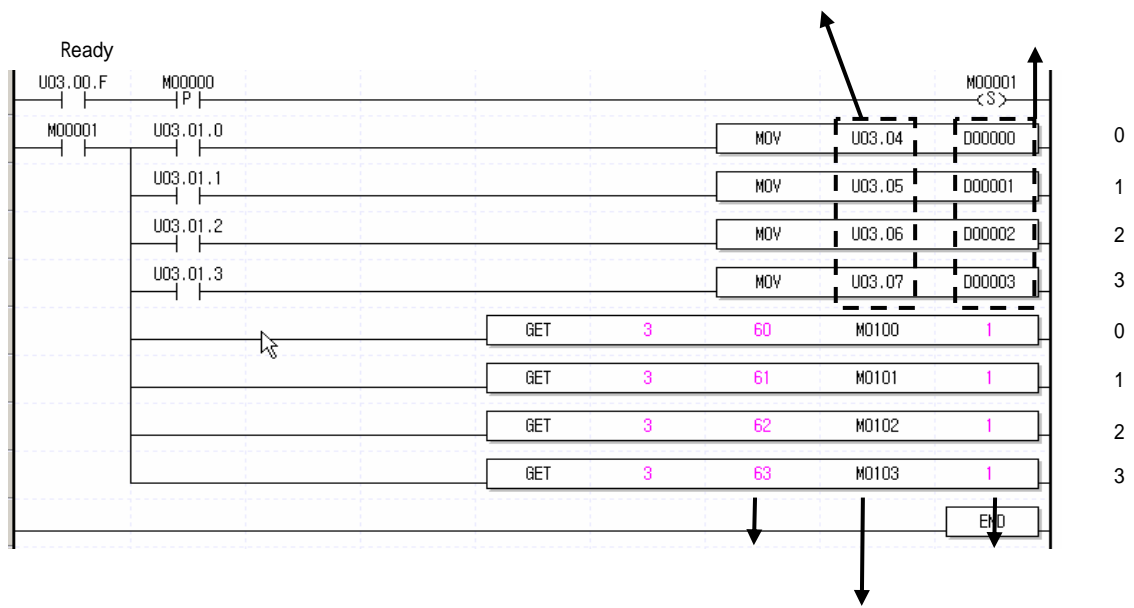 Ready
U03.00.F M00000 M00001
P S
M00001 U03.01.0 MOV U03.04 D00000 0
U03.01.1 MOV U03.05 D00001 1
U03.01.2 MOV U03.06 D00002 2
U03.01.3 MOV U03.07 D00003 3
GET 3 60 M0100 1 0
GET 3 61 M0101 1 1
GET 3 62 M0102 1 2
GET 3 63 M0103 1 3
END